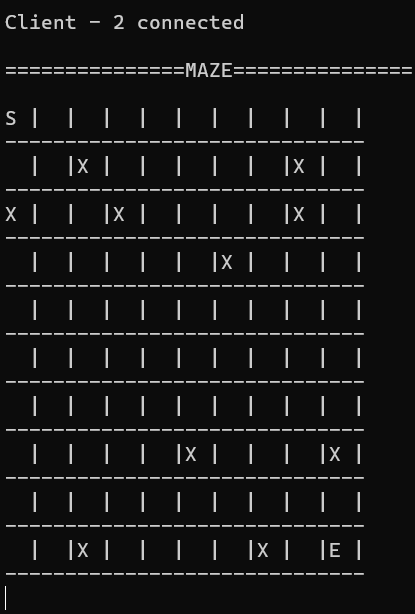 Client - 2 connected
===============MAZE===============
S |  |  |  |  |  |  |  |  |  |
------------------------------
  |  |X |  |  |  |  |  |X |  |
------------------------------
X |  |  |X |  |  |  |  |X |  |
------------------------------
  |  |  |  |  |  |X |  |  |  |
------------------------------
  |  |  |  |  |  |  |  |  |  |
------------------------------
  |  |  |  |  |  |  |  |  |  |
------------------------------
  |  |  |  |  |  |  |  |  |  |
------------------------------
  |  |  |  |  |X |  |  |  |X |
------------------------------
  |  |  |  |  |  |  |  |  |  |
------------------------------
  |  |X |  |  |  |  |X |  |E |
------------------------------